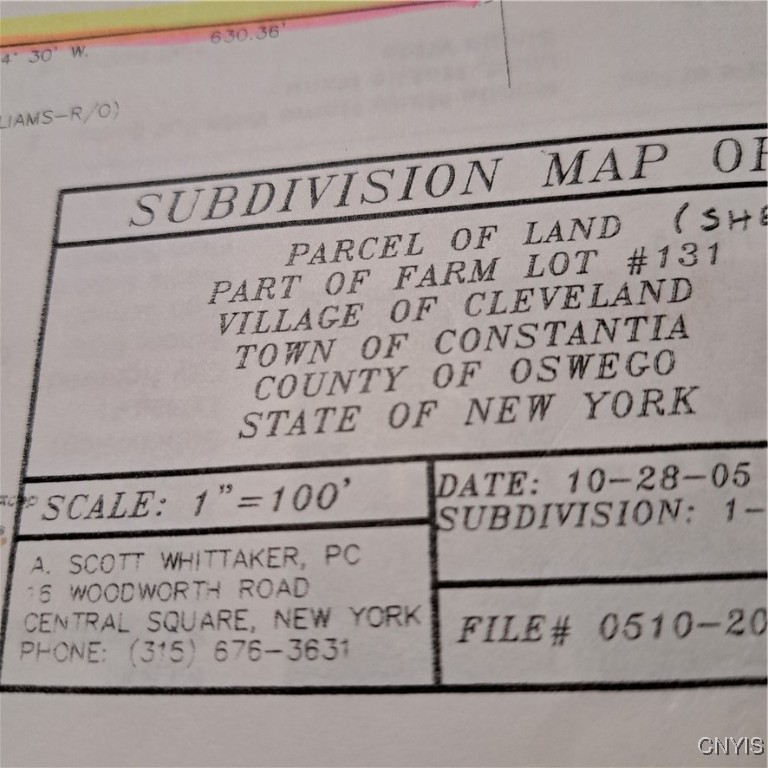 4' 30" W. 630.36'
LIAMS-R/O)
SUBDIVISION MAP OF
PARCEL OF LAND (SHE
PART OF FARM LOT #131
VILLAGE OF CLEVELAND
TOWN OF CONSTANTIA
COUNTY OF OSWEGO
STATE OF NEW YORK
SCALE: 1"=100'
DATE: 10-28-05
SUBDIVISION: 1-
A. SCOTT WHITTAKER, PC
16 WOODWORTH ROAD
CENTRAL SQUARE, NEW YORK
PHONE: (315) 676-3631
FILE# 0510-20
CNYIS